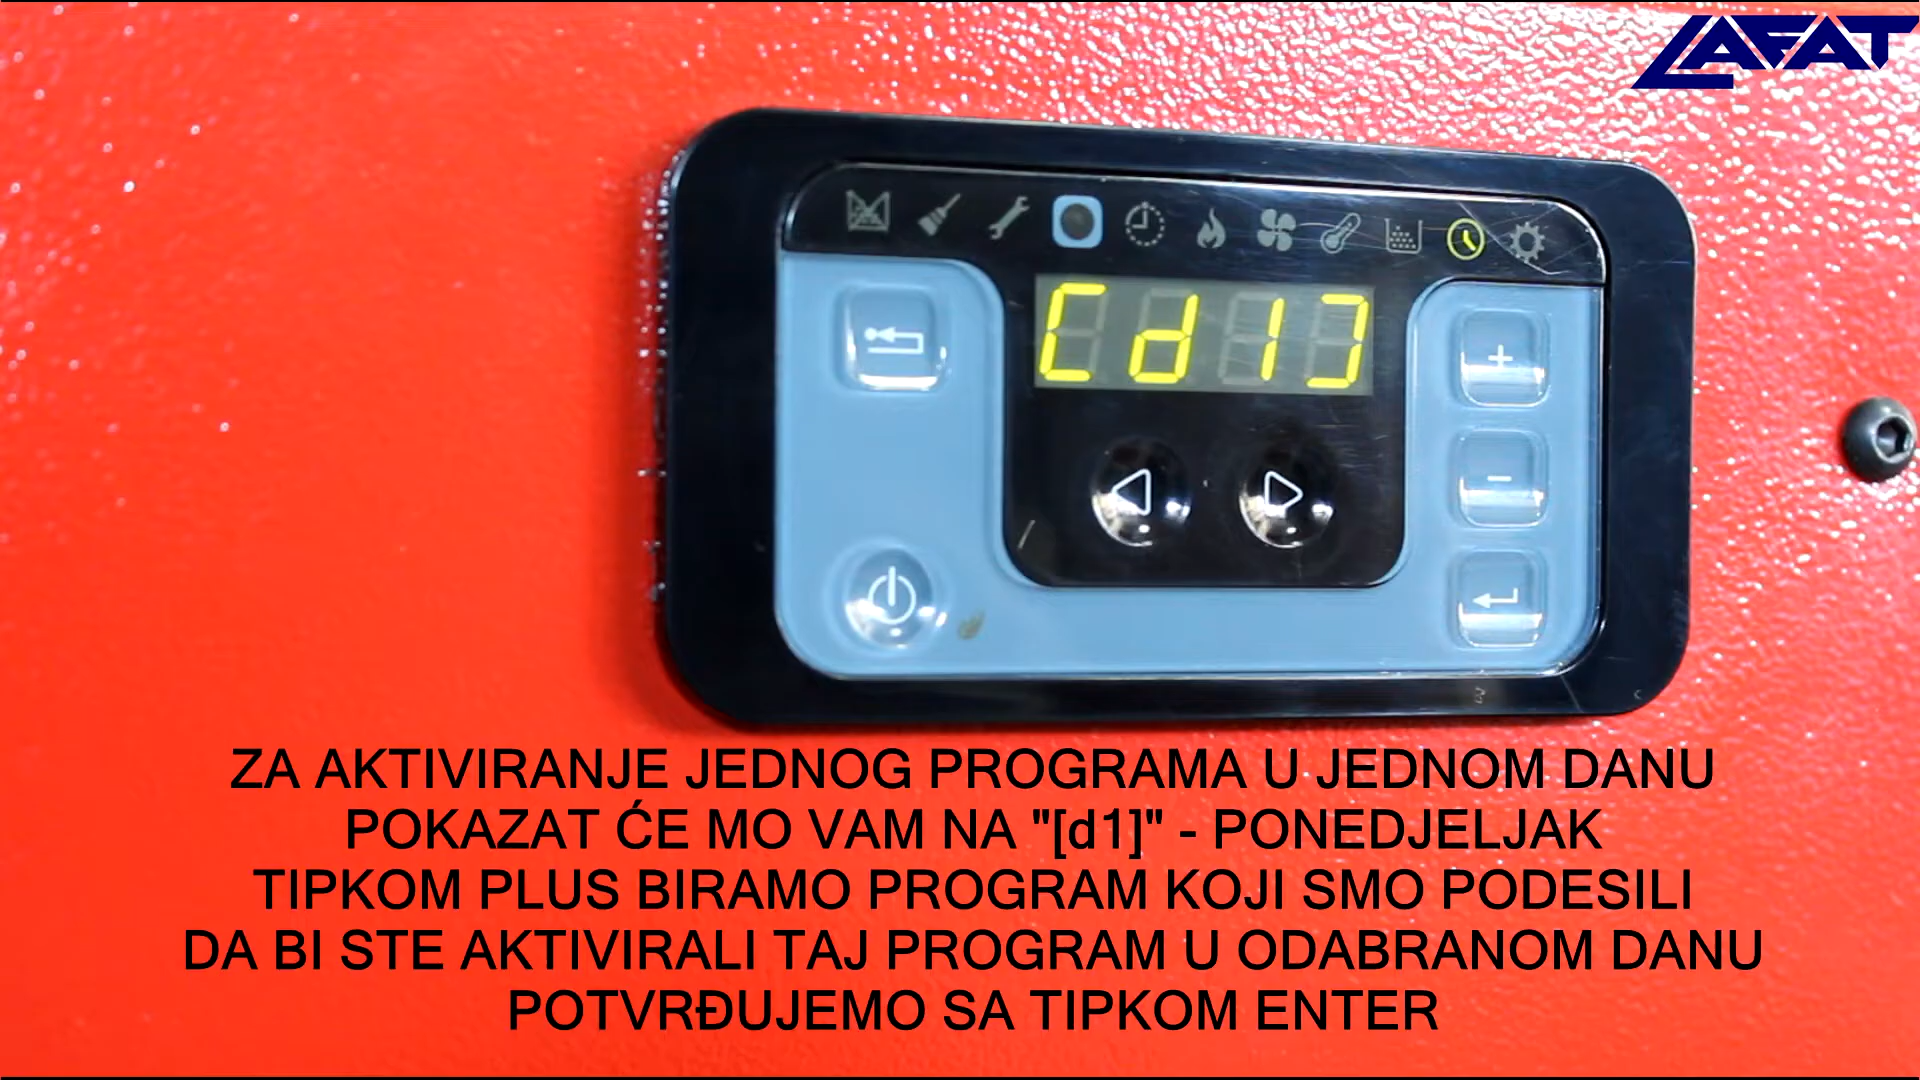 LAFAT
[d1]
+
-
ZA AKTIVIRANJE JEDNOG PROGRAMA U JEDNOM DANU
POKAZAT ĆE MO VAM NA "[d1]" - PONEDJELJAK
TIPKOM PLUS BIRAMO PROGRAM KOJI SMO PODESILI
DA BI STE AKTIVIRALI TAJ PROGRAM U ODABRANOM DANU
POTVRĐUJEMO SA TIPKOM ENTER